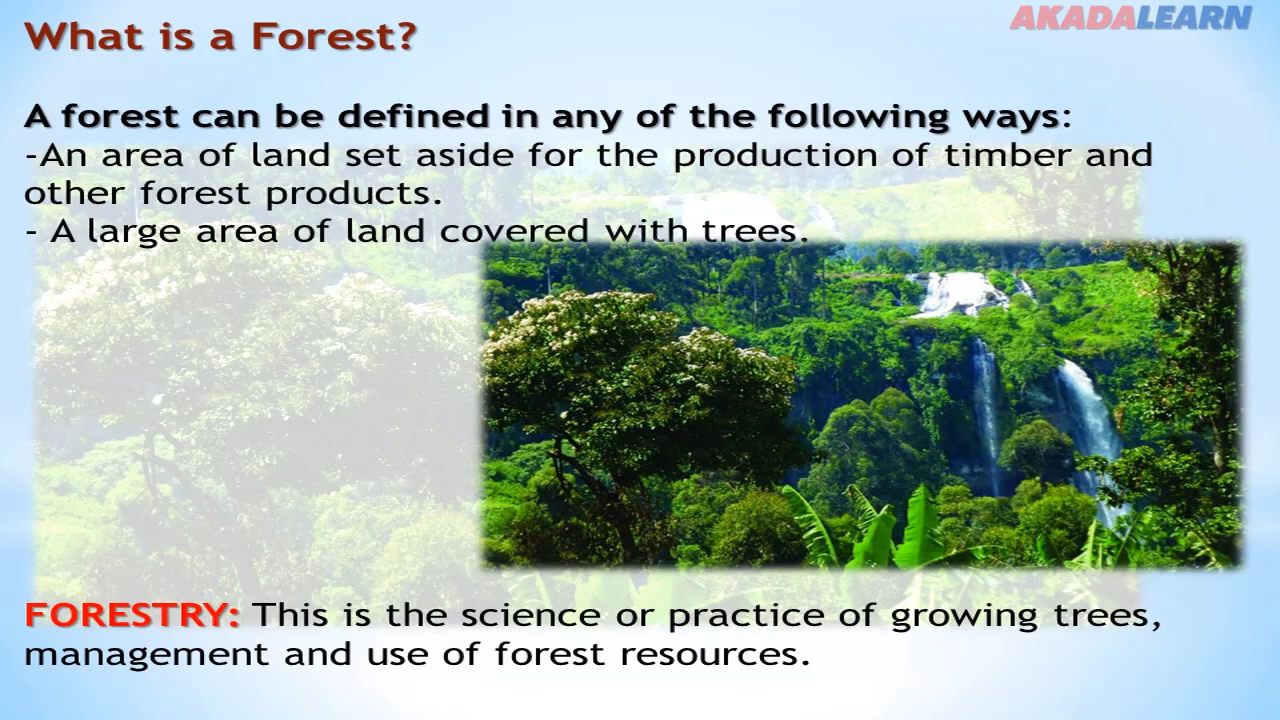 AKADALEARN
What is a Forest?
A forest can be defined in any of the following ways:
-An area of land set aside for the production of timber and
other forest products.
- A large area of land covered with trees.
FORESTRY: This is the science or practice of growing trees,
management and use of forest resources.